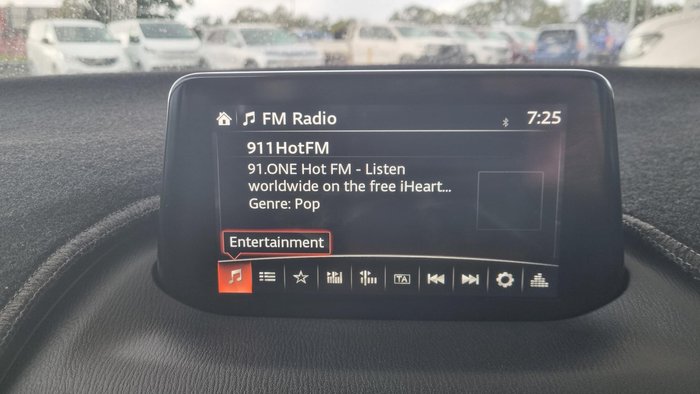 FM Radio
7:25
911HotFM
91.ONE Hot FM - Listen
worldwide on the free iHeart...
Genre: Pop
Entertainment
TA